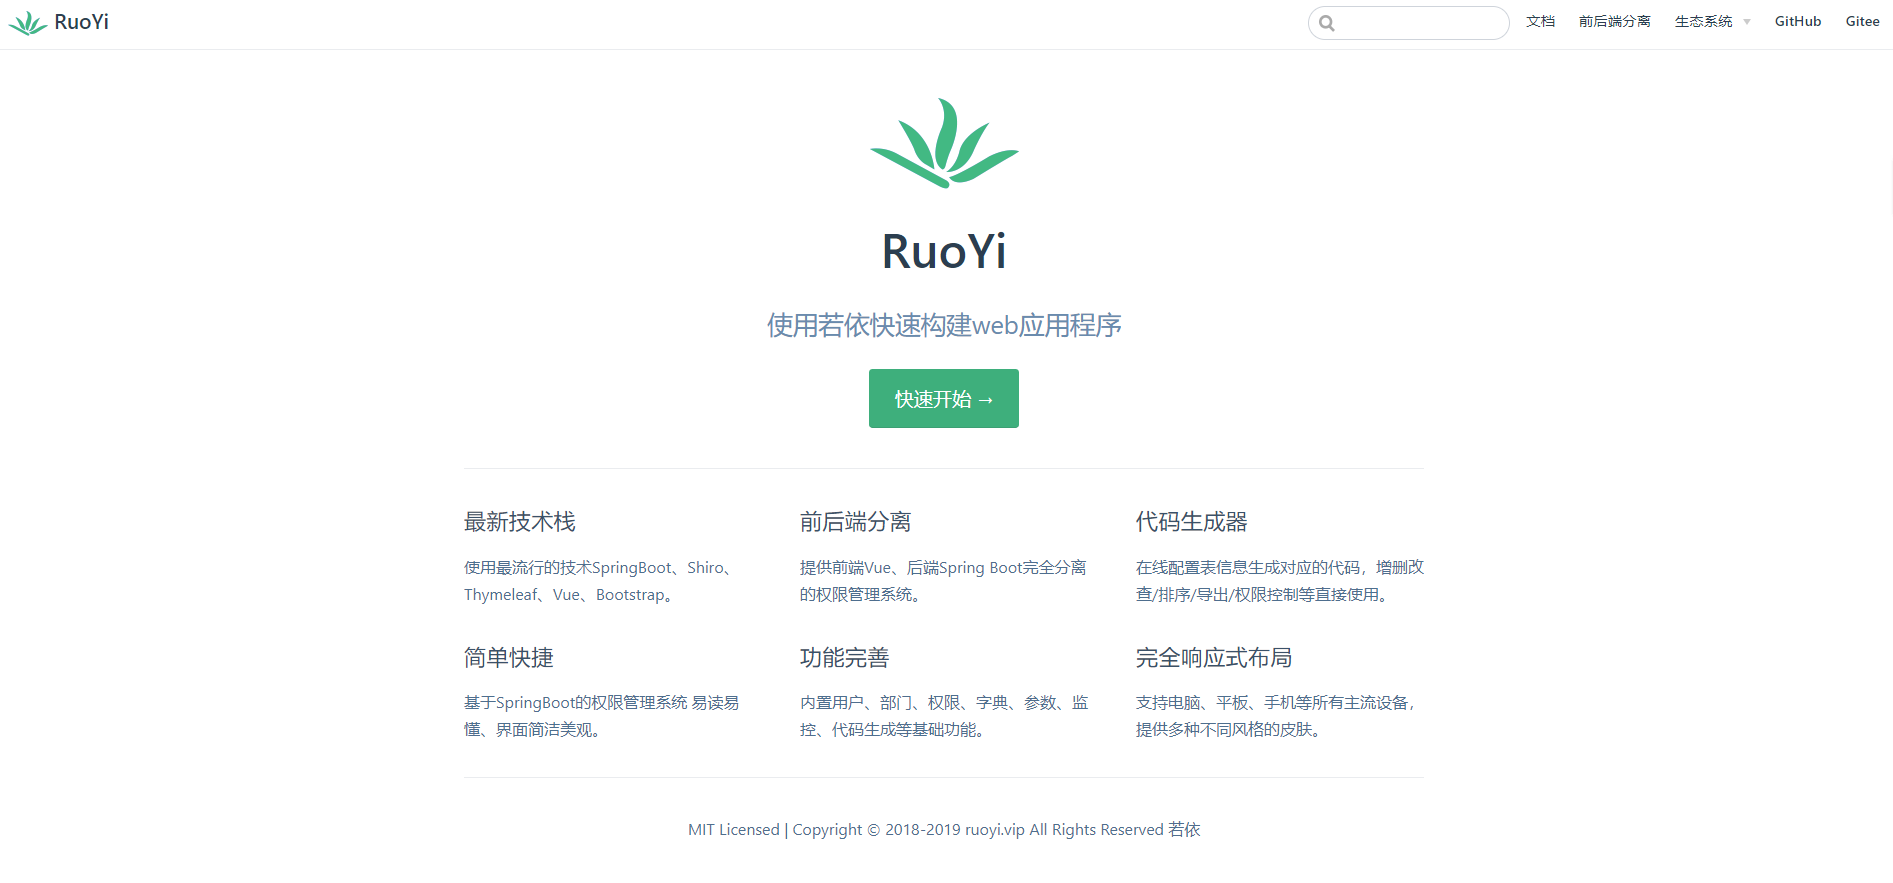 RuoYi
文档 前后端分离 生态系统 GitHub Gitee
RuoYi
使用若依快速构建web应用程序
快速开始 →
最新技术栈
使用最流行的技术SpringBoot、Shiro、
Thymeleaf、Vue、Bootstrap。
前后端分离
提供前端Vue、后端Spring Boot完全分离
的权限管理系统。
代码生成器
在线配置表信息生成对应的代码，增删改
查/排序/导出/权限控制等直接使用。
简单快捷
基于SpringBoot的权限管理系统 易读易
懂、界面简洁美观。
功能完善
内置用户、部门、权限、字典、参数、监
控、代码生成等基础功能。
完全响应式布局
支持电脑、平板、手机等所有主流设备，
提供多种不同风格的皮肤。
MIT Licensed | Copyright © 2018-2019 ruoyi.vip All Rights Reserved 若依